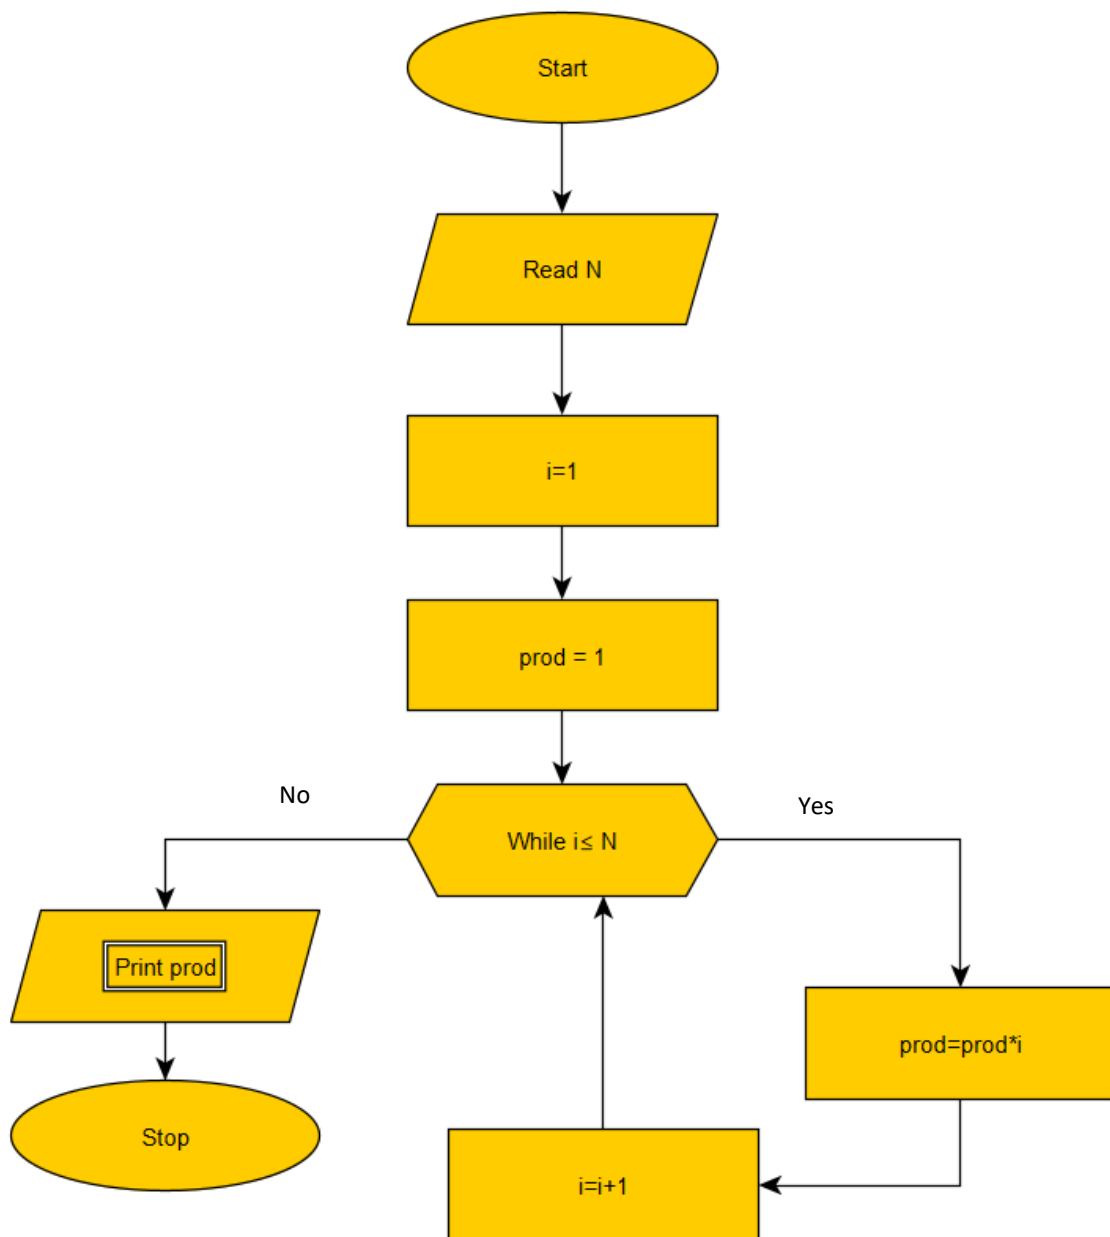 Start
Read N
i=1
prod = 1
No
While i≤ N
Yes
Print prod
prod=prod*i
Stop
i=i+1